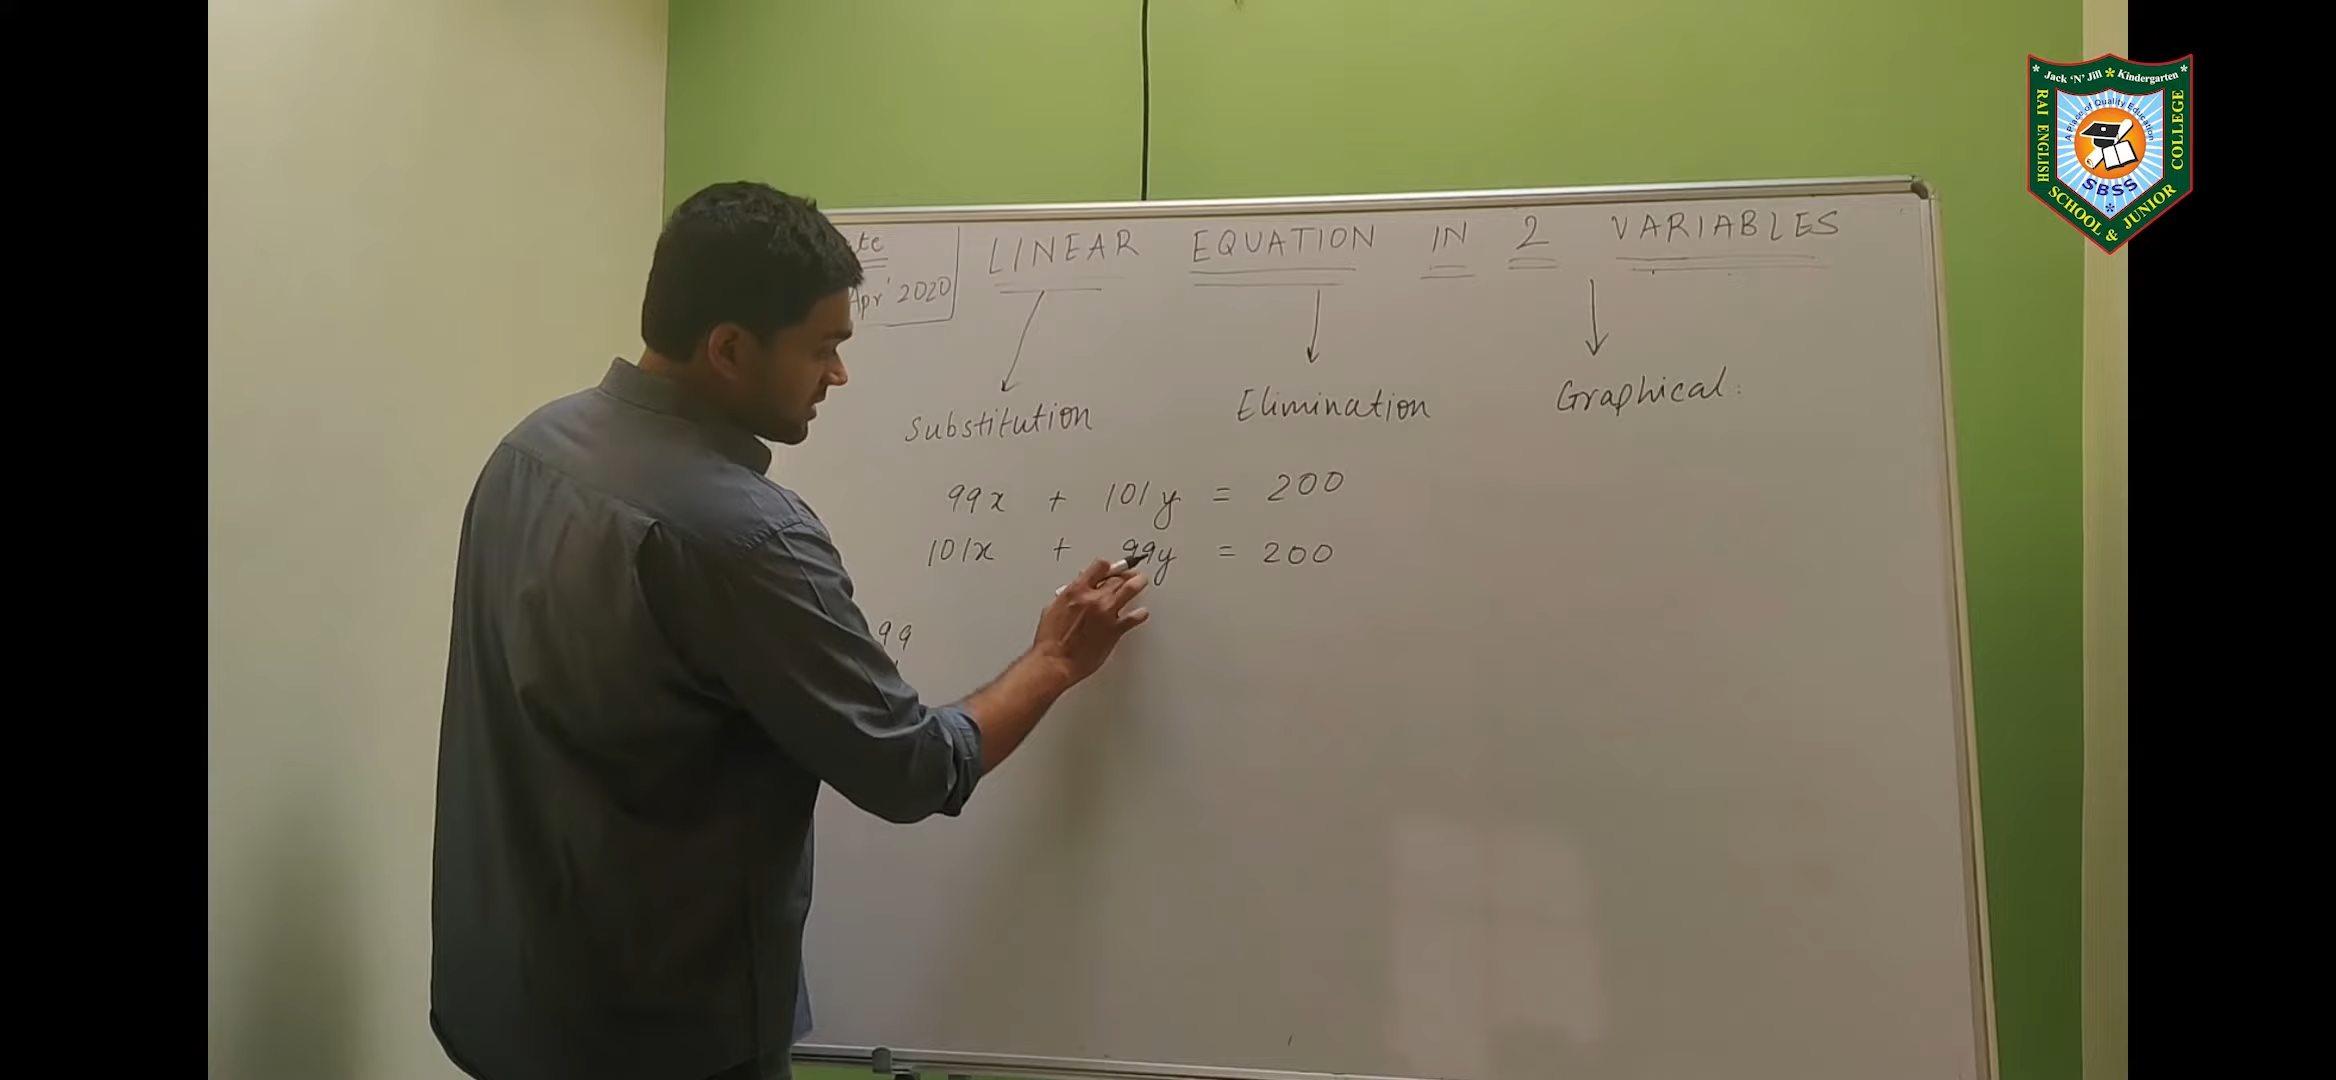 LINEAR EQUATION IN 2 VARIABLES
Apr' 2020
Substitution Elimination Graphical:
99x + 101y = 200
101x + 99y = 200
99
* Jack 'N' Jill * Kindergarten *
RAI ENGLISH SCHOOL & JUNIOR COLLEGE
A Place of Quality Education
SBSS